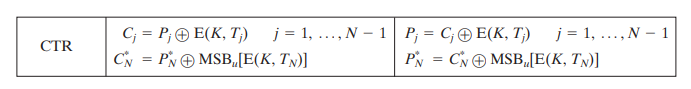 CTR
C_j = P_j ⊕ E(K, T_j) j = 1, ..., N − 1
C*_N = P*_N ⊕ MSB_u[E(K, T_N)]
P_j = C_j ⊕ E(K, T_j) j = 1, ..., N − 1
P*_N = C*_N ⊕ MSB_u[E(K, T_N)]